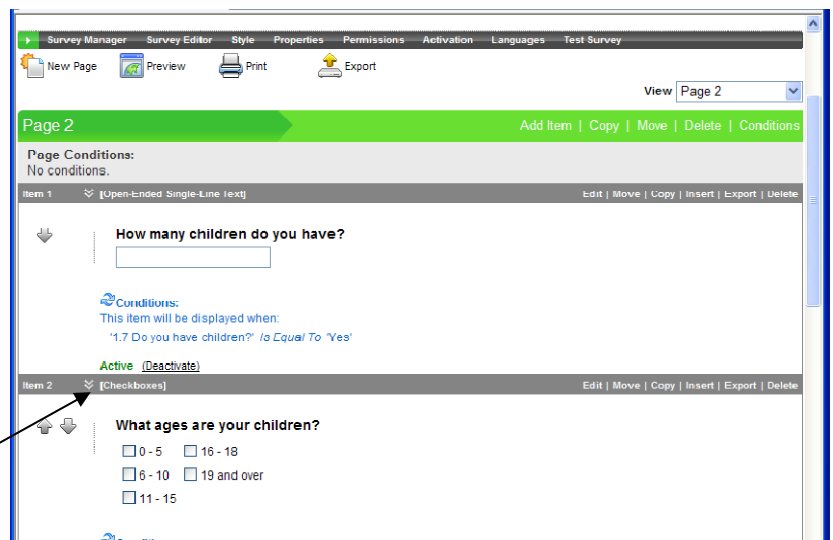 Survey Manager Survey Editor Style Properties Permissions Activation Languages Test Survey
New Page Preview Print Export
View Page 2
Page 2 Add Item | Copy | Move | Delete | Conditions
Page Conditions:
No conditions.
Item 1 [Open-Ended Single-Line Text] Edit | Move | Copy | Insert | Export | Delete
How many children do you have?
Conditions:
This item will be displayed when:
'1.7 Do you have children?' Is Equal To 'Yes'
Active (Deactivate)
Item 2 [Checkboxes] Edit | Move | Copy | Insert | Export | Delete
What ages are your children?
0 - 5 16 - 18
6 - 10 19 and over
11 - 15